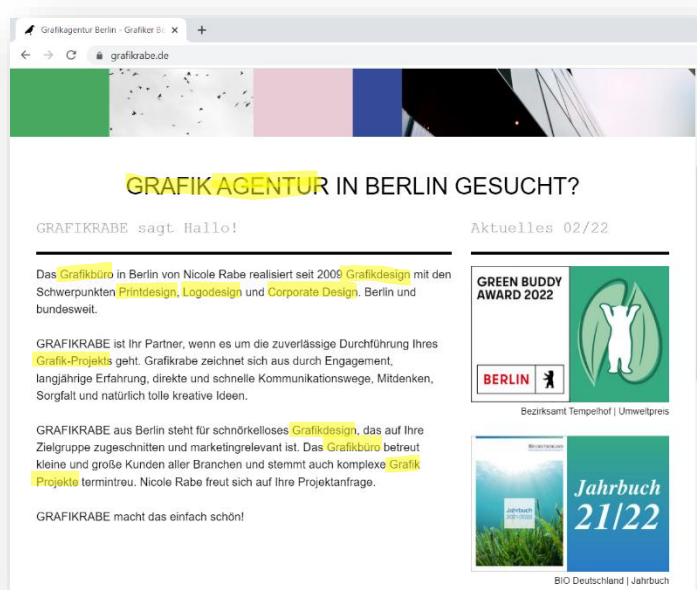 Grafikagentur Berlin - Grafiker Be
grafikrabe.de
GRAFIK AGENTUR IN BERLIN GESUCHT?
GRAFIKRABE sagt Hallo!
Das Grafikbüro in Berlin von Nicole Rabe realisiert seit 2009 Grafikdesign mit den
Schwerpunkten Printdesign, Logodesign und Corporate Design. Berlin und
bundesweit.
GRAFIKRABE ist Ihr Partner, wenn es um die zuverlässige Durchführung Ihres
Grafik-Projekts geht. Grafikrabe zeichnet sich aus durch Engagement,
langjährige Erfahrung, direkte und schnelle Kommunikationswege, Mitdenken,
Sorgfalt und natürlich tolle kreative Ideen.
GRAFIKRABE aus Berlin steht für schnörkelloses Grafikdesign, das auf Ihre
Zielgruppe zugeschnitten und marketingrelevant ist. Das Grafikbüro betreut
kleine und große Kunden aller Branchen und stemmt auch komplexe Grafik
Projekte termintreu. Nicole Rabe freut sich auf Ihre Projektanfrage.
GRAFIKRABE macht das einfach schön!
Aktuelles 02/22
GREEN BUDDY
AWARD 2022
BERLIN
Bezirksamt Tempelhof | Umweltpreis
Jahrbuch
Jahrbuch
21/22
BIO Deutschland | Jahrbuch